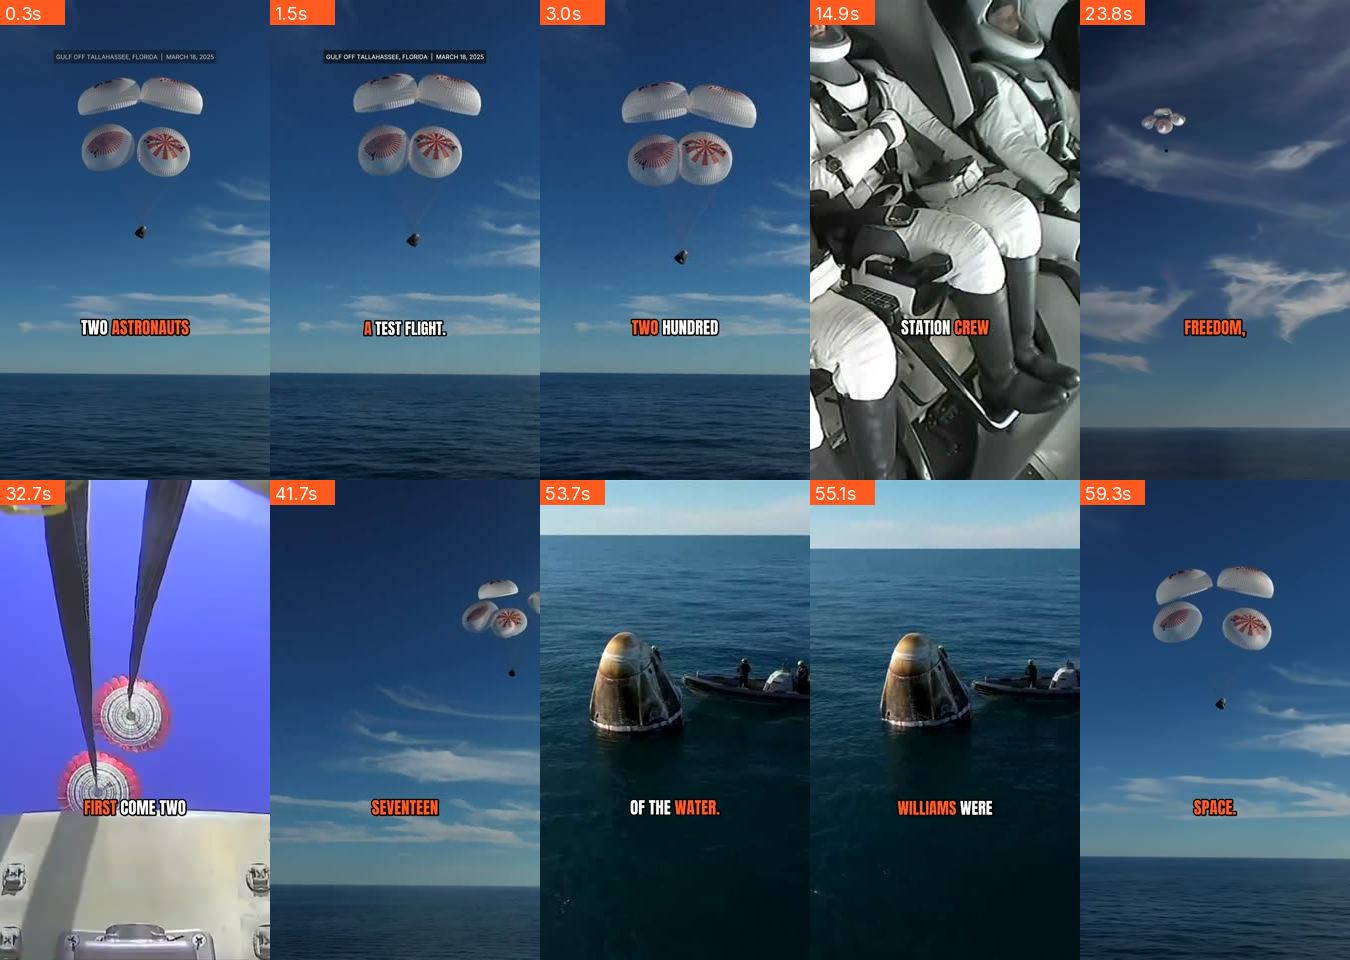 0.3s
GULF OFF TALLAHASSEE, FLORIDA | MARCH 18, 2025
TWO ASTRONAUTS
1.5s
GULF OFF TALLAHASSEE, FLORIDA | MARCH 18, 2025
A TEST FLIGHT.
3.0s
TWO HUNDRED
14.9s
STATION CREW
23.8s
FREEDOM,
32.7s
FIRST COME TWO
41.7s
SEVENTEEN
53.7s
OF THE WATER.
55.1s
WILLIAMS WERE
59.3s
SPACE.